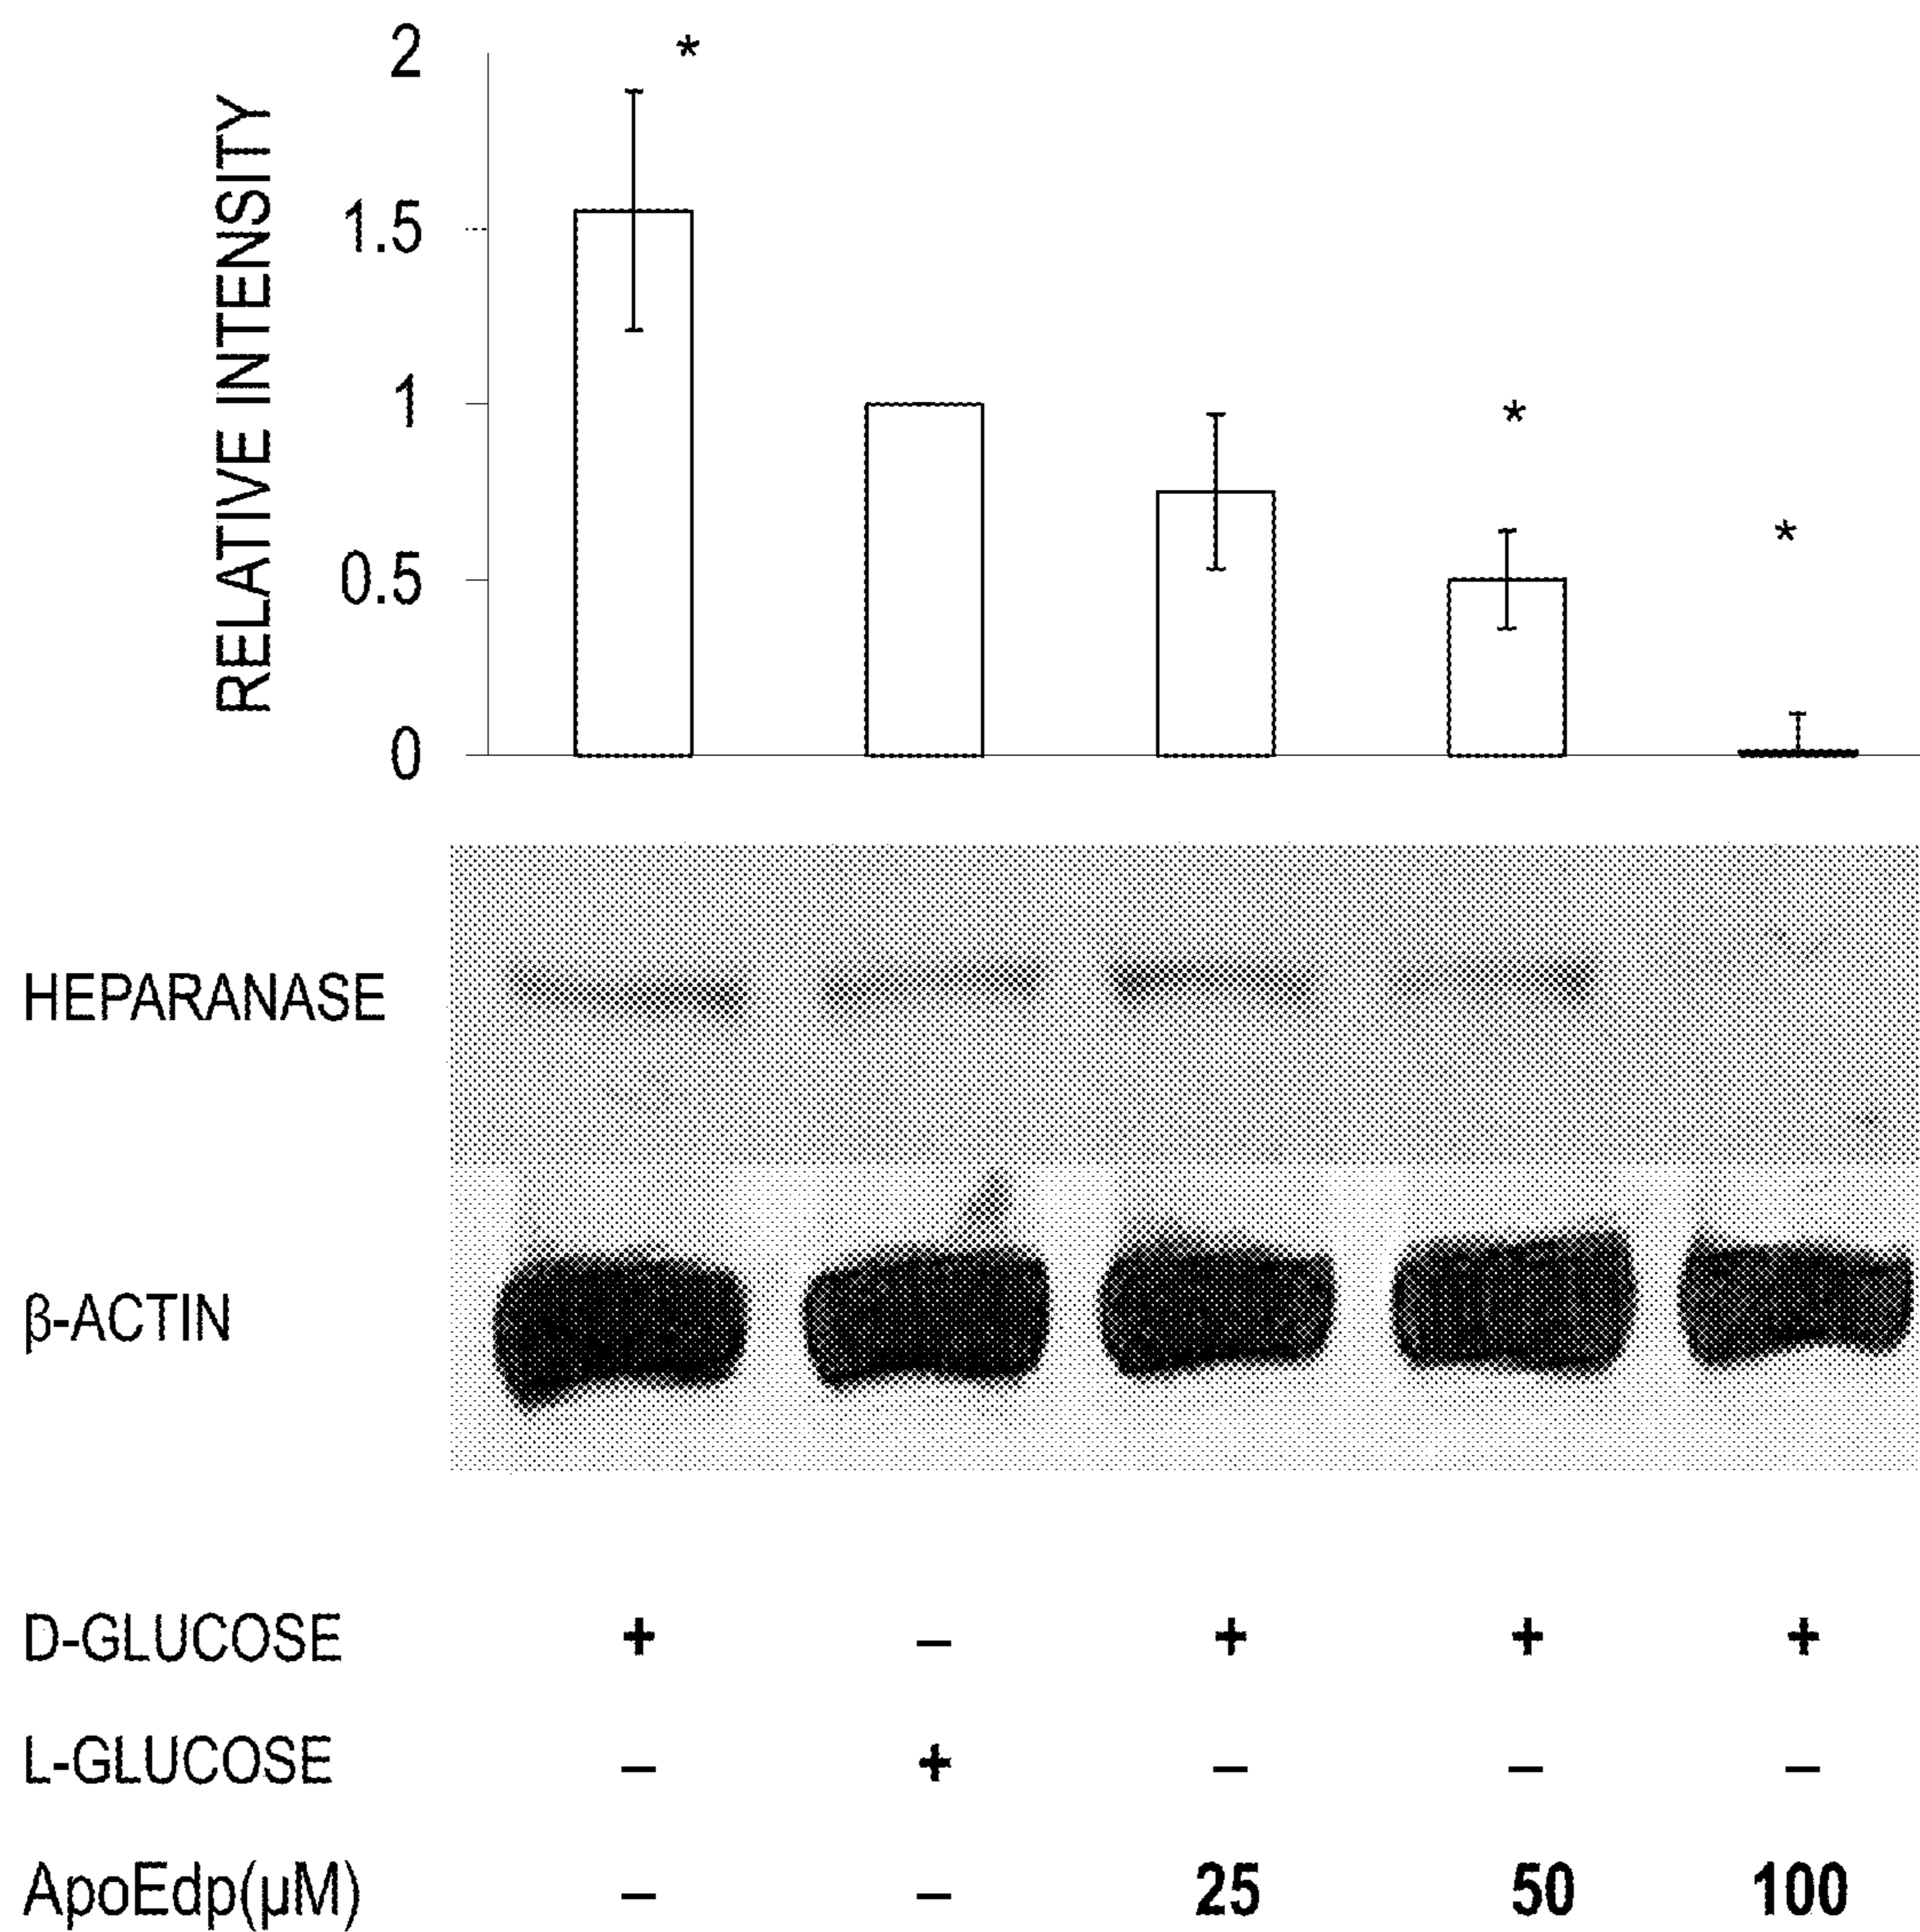 RELATIVE INTENSITY
2
1.5
1
0.5
0
*
*
*
HEPARANASE
β-ACTIN
D-GLUCOSE + – + + +
L-GLUCOSE – + – – –
ApoEdp(μM) – – 25 50 100